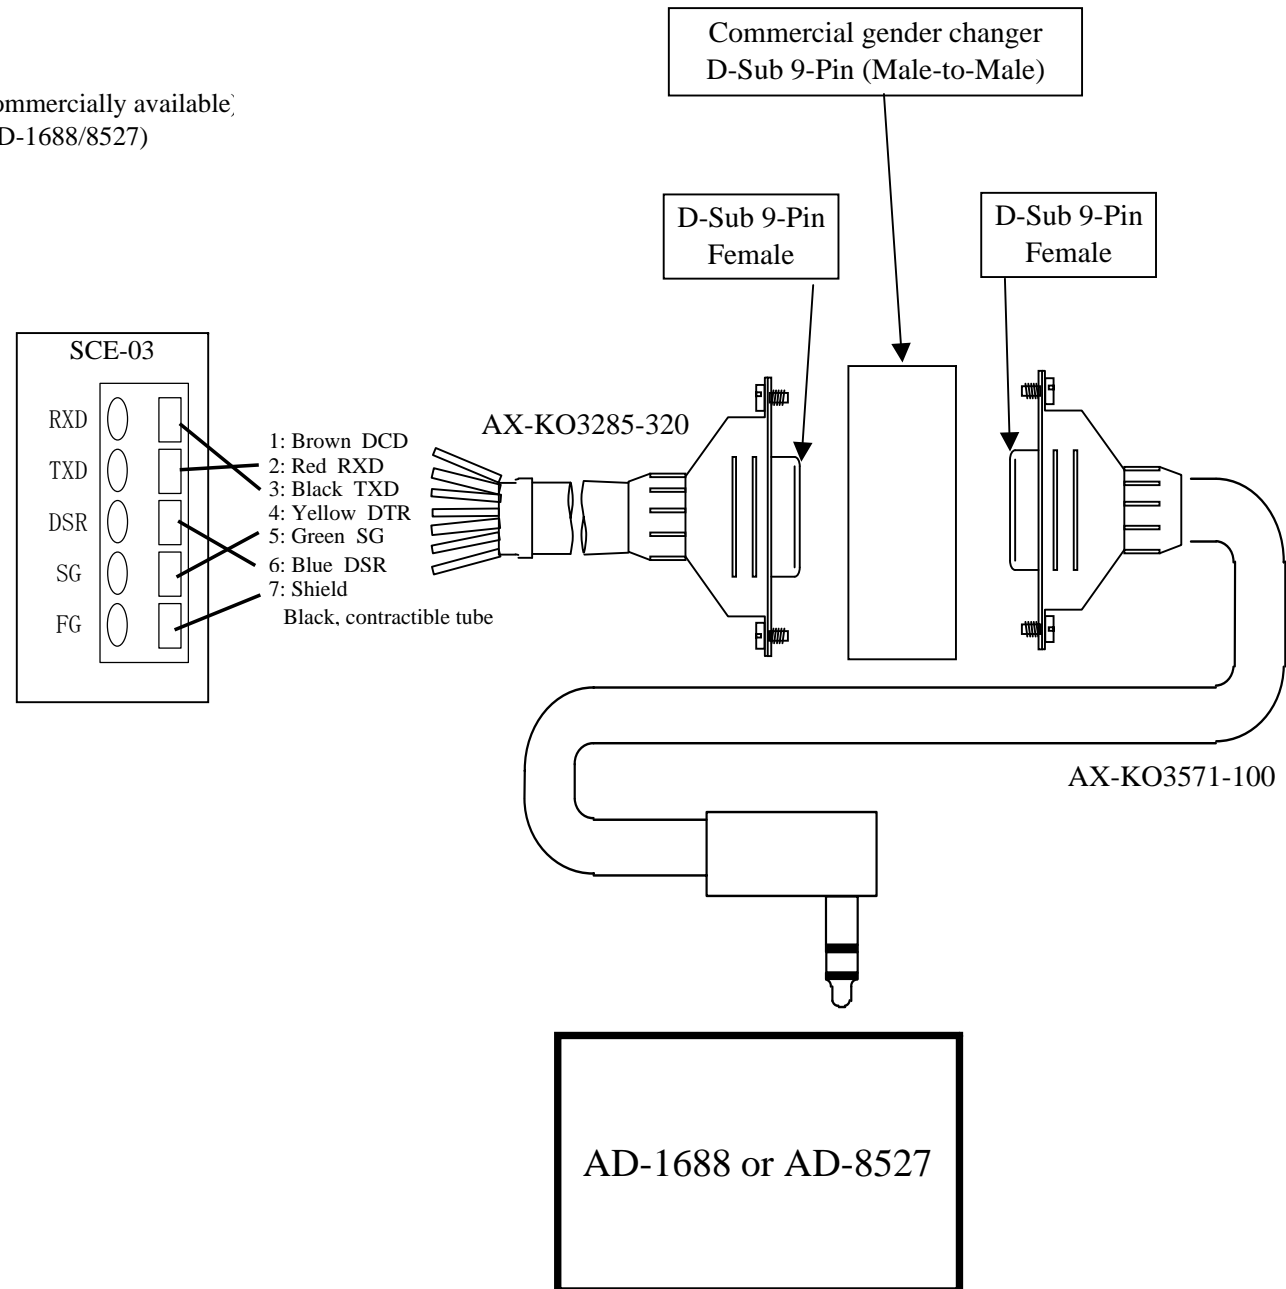 Commercial gender changer
D-Sub 9-Pin (Male-to-Male)
ommercially available)
D-1688/8527)
D-Sub 9-Pin
Female
D-Sub 9-Pin
Female
SCE-03
RXD
TXD
DSR
SG
FG
1: Brown DCD
2: Red RXD
3: Black TXD
4: Yellow DTR
5: Green SG
6: Blue DSR
7: Shield
Black, contractible tube
AX-KO3285-320
AX-KO3571-100
AD-1688 or AD-8527